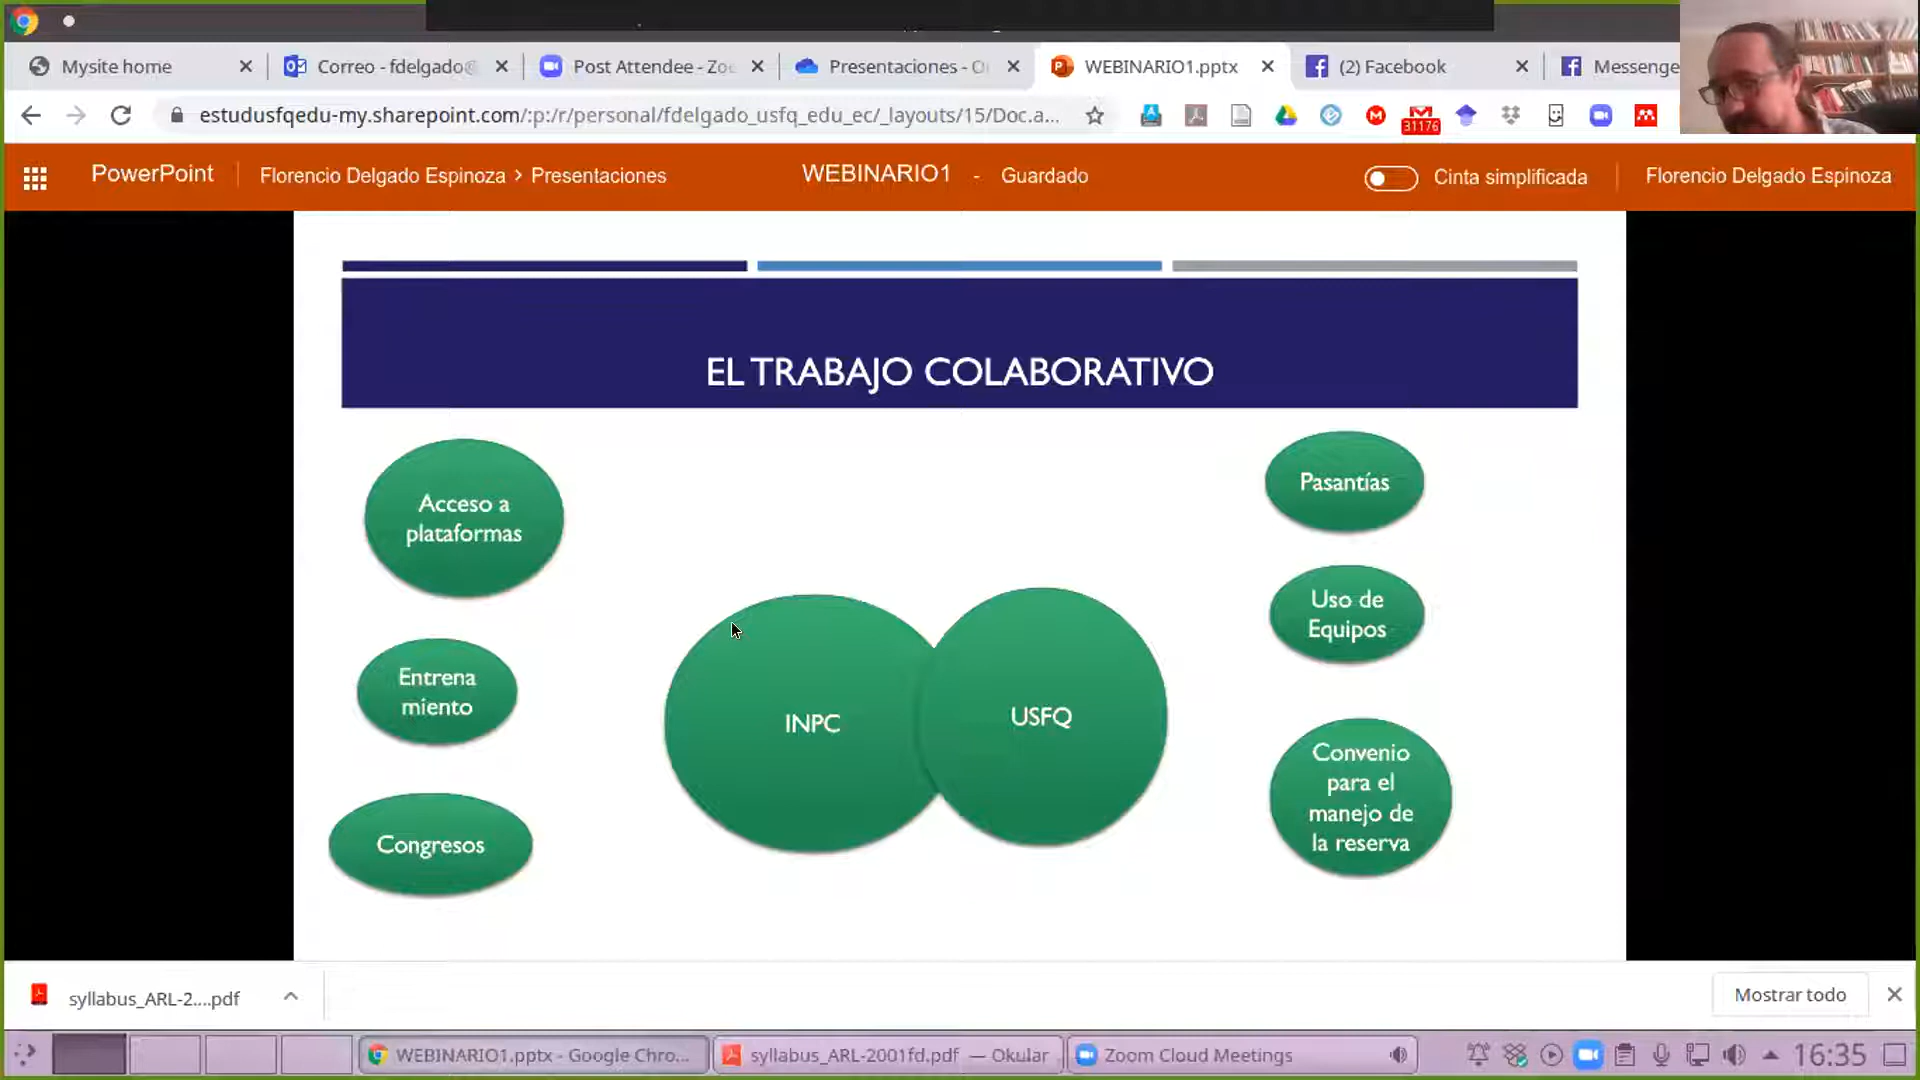 Mysite home
Correo - fdelgado@
Post Attendee - Zo
Presentaciones - O
WEBINARIO1.pptx
(2) Facebook
Messenge
estudusfqedu-my.sharepoint.com/:p:/r/personal/fdelgado_usfq_edu_ec/_layouts/15/Doc.a...
31176
PowerPoint
Florencio Delgado Espinoza > Presentaciones
WEBINARIO1 - Guardado
Cinta simplificada
Florencio Delgado Espinoza
EL TRABAJO COLABORATIVO
Acceso a
plataformas
Entrena
miento
Congresos
INPC
USFQ
Pasantías
Uso de
Equipos
Convenio
para el
manejo de
la reserva
syllabus_ARL-2....pdf
Mostrar todo
WEBINARIO1.pptx - Google Chro...
syllabus_ARL-2001fd.pdf — Okular
Zoom Cloud Meetings
16:35